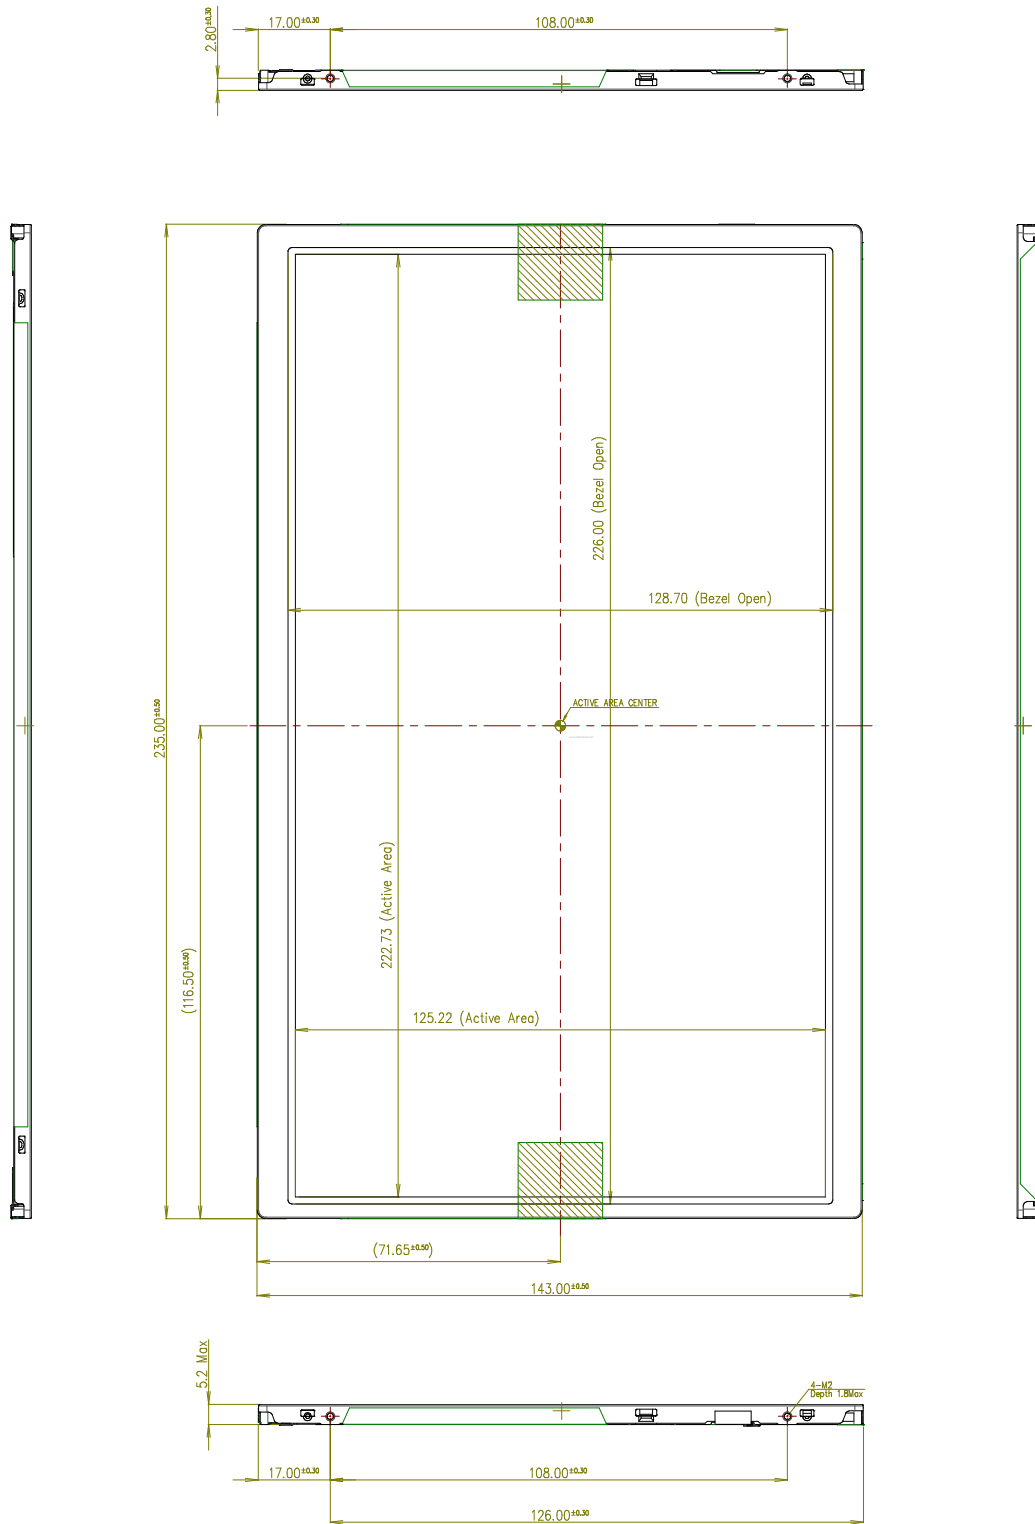 17.00±0.30
108.00±0.30
2.80±0.30
226.00 (Bezel Open)
128.70 (Bezel Open)
ACTIVE AREA CENTER
235.00±0.50
222.73 (Active Area)
(116.50±0.50)
125.22 (Active Area)
(71.65±0.50)
143.00±0.50
5.2 Max
4-M2
Depth 1.8Max
17.00±0.30
108.00±0.30
126.00±0.30